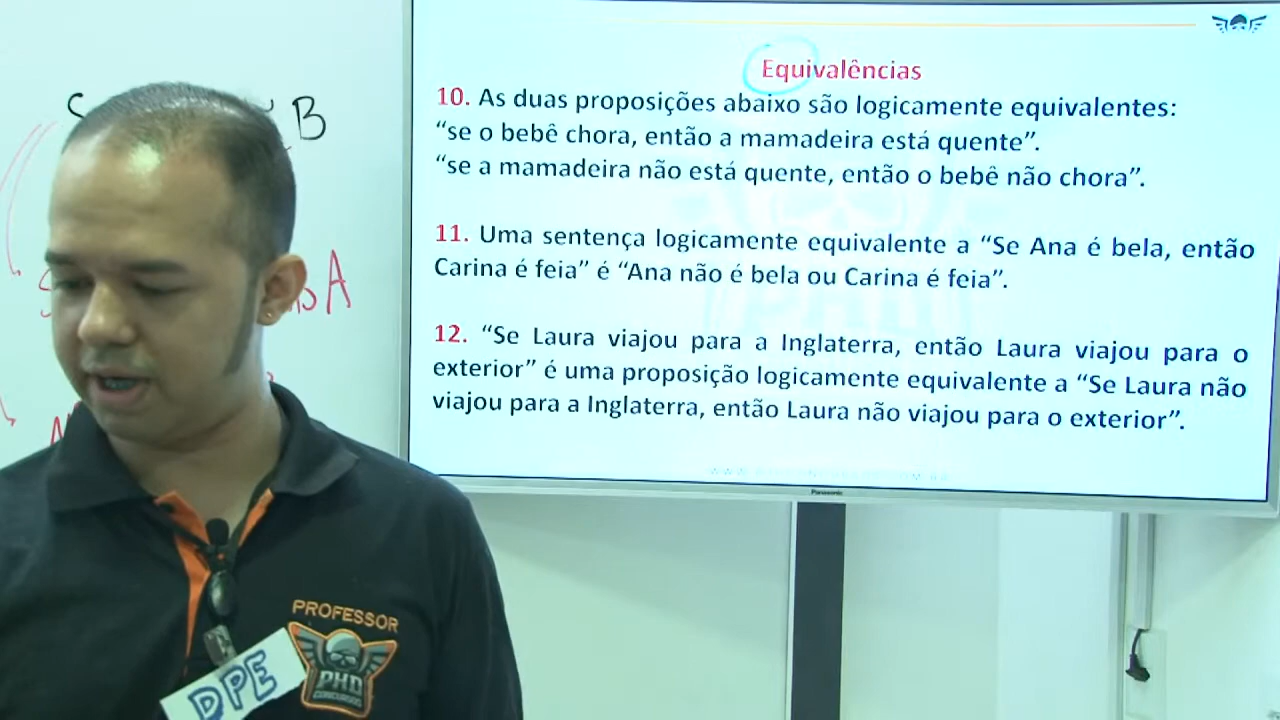 Equivalências
10. As duas proposições abaixo são logicamente equivalentes:
“se o bebê chora, então a mamadeira está quente”.
“se a mamadeira não está quente, então o bebê não chora”.
11. Uma sentença logicamente equivalente a “Se Ana é bela, então
Carina é feia” é “Ana não é bela ou Carina é feia”.
12. “Se Laura viajou para a Inglaterra, então Laura viajou para o
exterior” é uma proposição logicamente equivalente a “Se Laura não
viajou para a Inglaterra, então Laura não viajou para o exterior”.
Panasonic
B
A
PROFESSOR
PHD
CONCURSOS
DPE